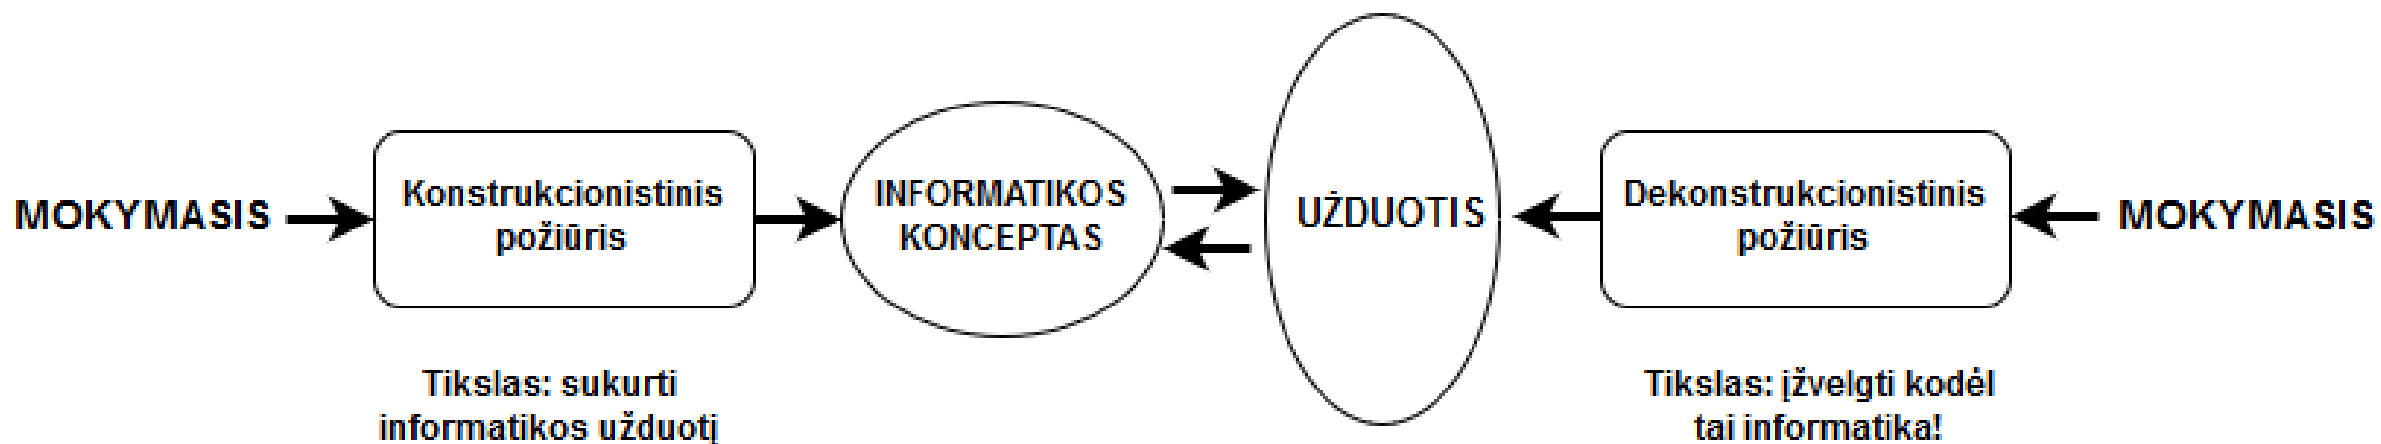 MOKYMASIS
Konstrukcionistinis
požiūris
INFORMATIKOS
KONCEPTAS
UŽDUOTIS
Dekonstrukcionistinis
požiūris
MOKYMASIS
Tikslas: sukurti
informatikos užduotį
Tikslas: įžvelgti kodėl
tai informatika!